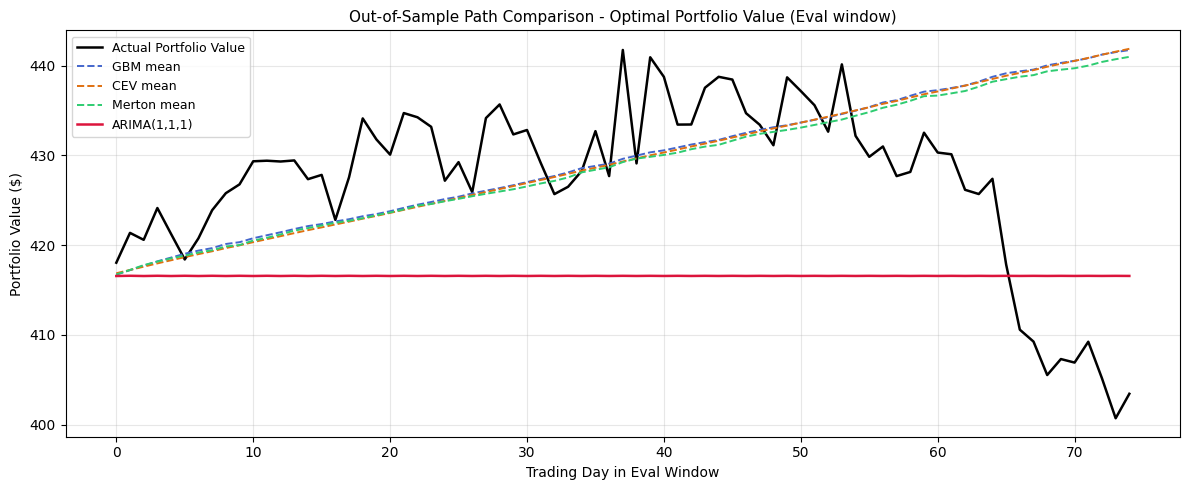 Out-of-Sample Path Comparison - Optimal Portfolio Value (Eval window)
Actual Portfolio Value
GBM mean
CEV mean
Merton mean
ARIMA(1,1,1)
Portfolio Value ($)
440
430
420
410
400
0 10 20 30 40 50 60 70
Trading Day in Eval Window